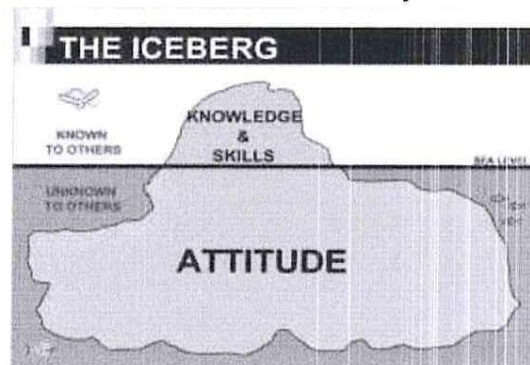 THE ICEBERG
KNOWLEDGE
&
SKILLS
KNOWN
TO OTHERS
SEA LEVEL
UNKNOWN
TO OTHERS
ATTITUDE